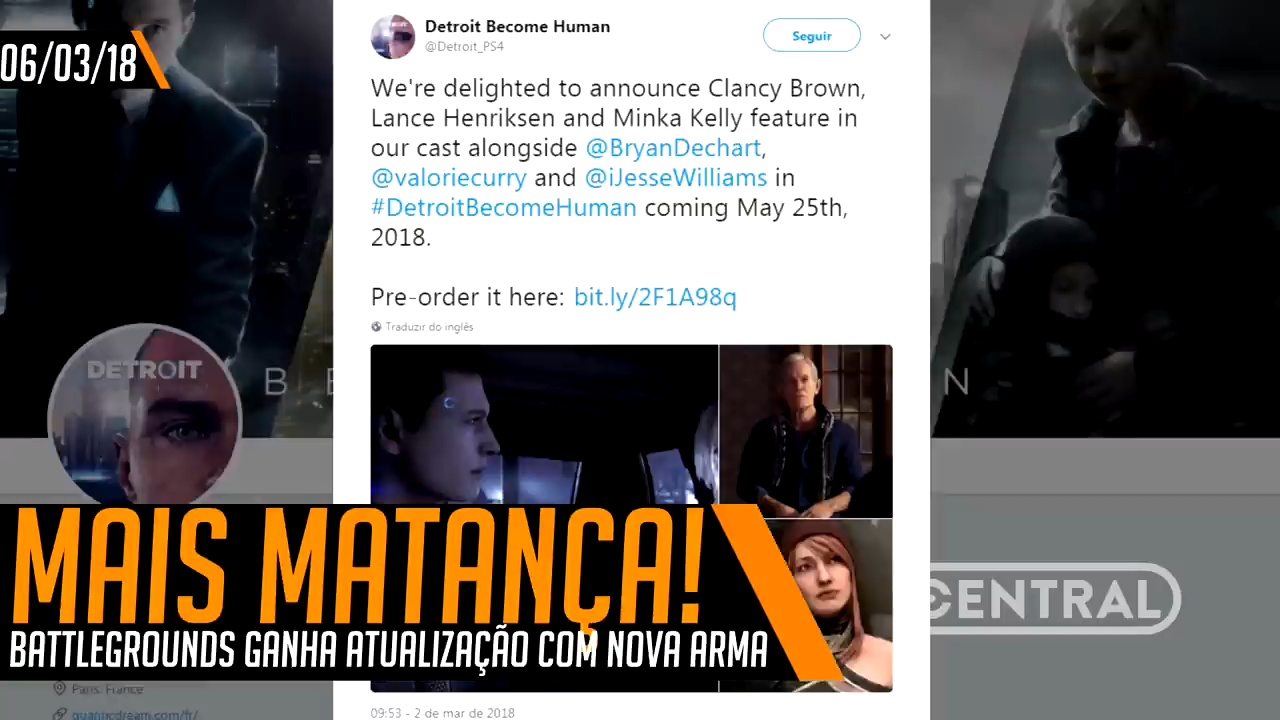 06/03/18
Detroit Become Human
@Detroit_PS4
Seguir
We're delighted to announce Clancy Brown,
Lance Henriksen and Minka Kelly feature in
our cast alongside @BryanDechart,
@valoriecurry and @iJesseWilliams in
#DetroitBecomeHuman coming May 25th,
2018.
Pre-order it here: bit.ly/2F1A98q
Traduzir do inglês
DETROIT
B E
N
MAIS MATANÇA!
BATTLEGROUNDS GANHA ATUALIZAÇÃO COM NOVA ARMA
CENTRAL
Paris, France
quanticdream.com/fr/
09:53 - 2 de mar de 2018